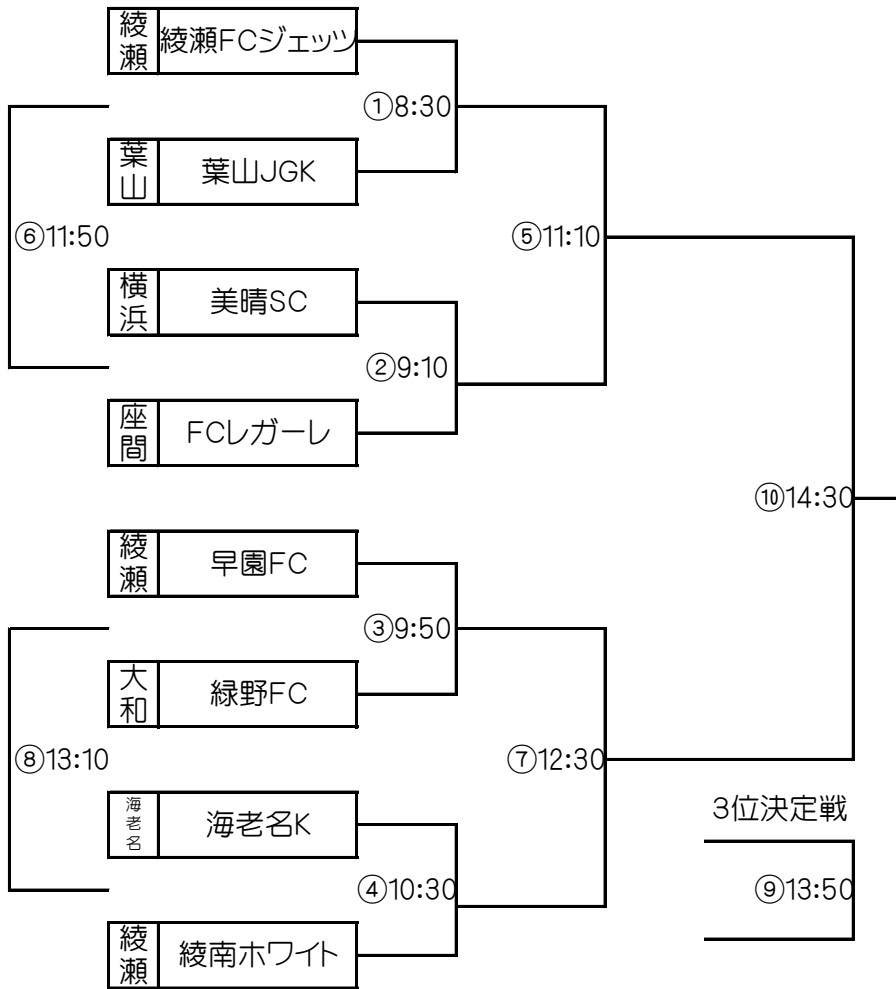 綾瀬 綾瀬FCジェッツ
①8:30
葉山 葉山JGK
⑥11:50
⑤11:10
横浜 美晴SC
②9:10
座間 FCレガーレ
⑩14:30
綾瀬 早園FC
③9:50
大和 緑野FC
⑧13:10
⑦12:30
海老名 海老名K
3位決定戦
④10:30
⑨13:50
綾瀬 綾南ホワイト